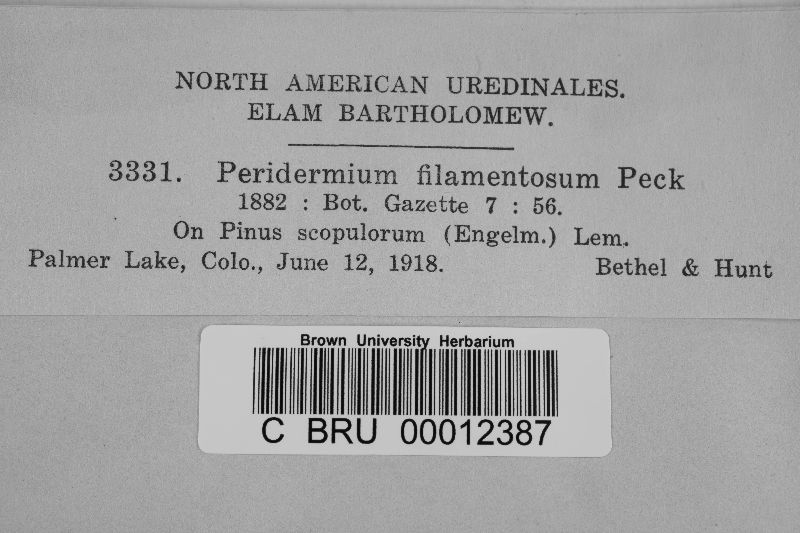 NORTH AMERICAN UREDINALES.
ELAM BARTHOLOMEW.
3331. Peridermium filamentosum Peck
1882 : Bot. Gazette 7 : 56.
On Pinus scopulorum (Engelm.) Lem.
Palmer Lake, Colo., June 12, 1918. Bethel & Hunt
Brown University Herbarium
C BRU 00012387